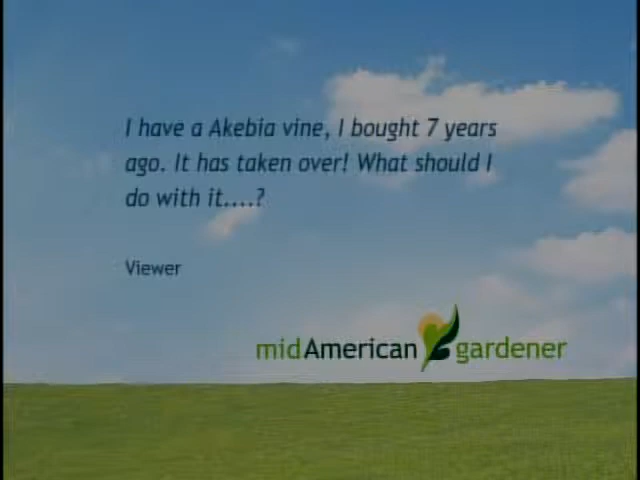 I have a Akebia vine, I bought 7 years
ago. It has taken over! What should I
do with it....?
Viewer
midAmerican gardener